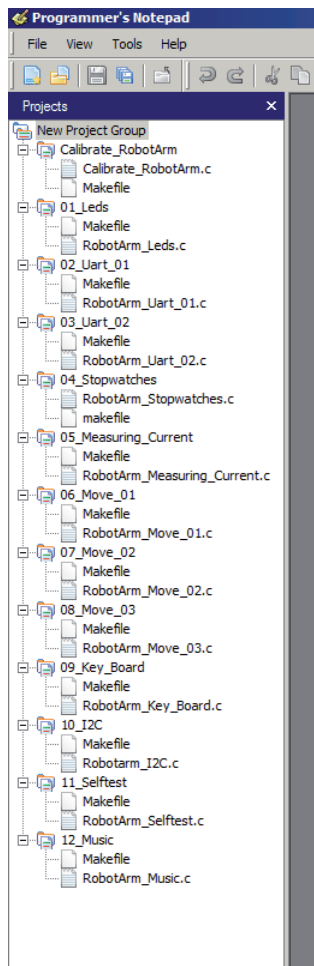 Programmer's Notepad
File View Tools Help
Projects
New Project Group
Calibrate_RobotArm
Calibrate_RobotArm.c
Makefile
01_Leds
Makefile
RobotArm_Leds.c
02_Uart_01
Makefile
RobotArm_Uart_01.c
03_Uart_02
Makefile
RobotArm_Uart_02.c
04_Stopwatches
RobotArm_Stopwatches.c
makefile
05_Measuring_Current
Makefile
RobotArm_Measuring_Current.c
06_Move_01
Makefile
RobotArm_Move_01.c
07_Move_02
Makefile
RobotArm_Move_02.c
08_Move_03
Makefile
RobotArm_Move_03.c
09_Key_Board
Makefile
RobotArm_Key_Board.c
10_I2C
Makefile
Robotarm_I2C.c
11_Selftest
Makefile
RobotArm_Selftest.c
12_Music
Makefile
RobotArm_Music.c